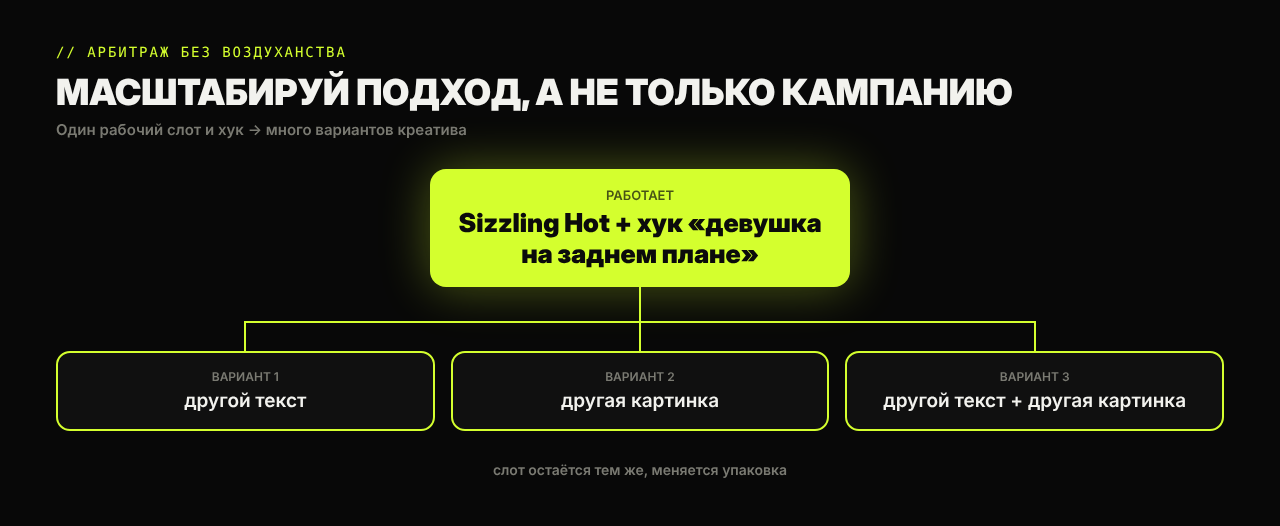 // АРБИТРАЖ БЕЗ ВОЗДУХАНСТВА
МАСШТАБИРУЙ ПОДХОД, А НЕ ТОЛЬКО КАМПАНИЮ
Один рабочий слот и хук → много вариантов креатива
РАБОТАЕТ
Sizzling Hot + хук «девушка
на заднем плане»
ВАРИАНТ 1
другой текст
ВАРИАНТ 2
другая картинка
ВАРИАНТ 3
другой текст + другая картинка
слот остаётся тем же, меняется упаковка